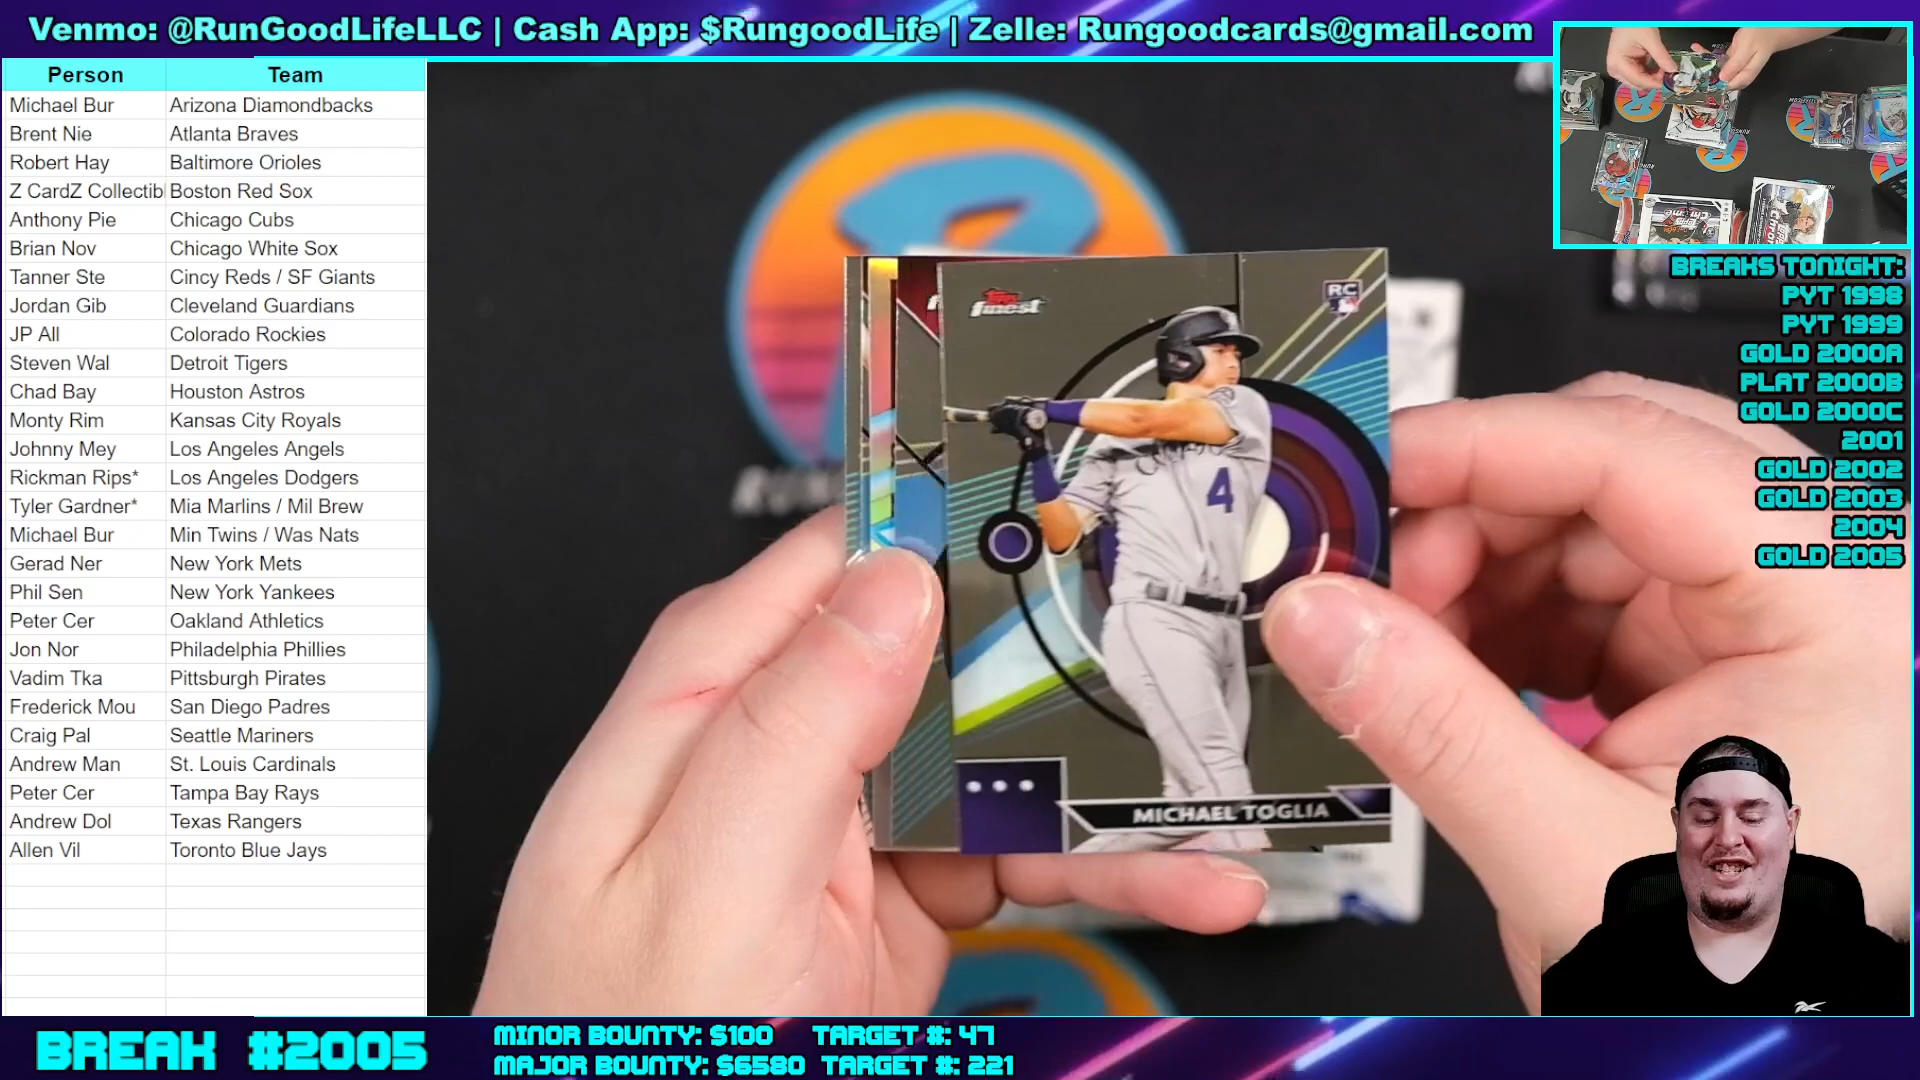 Venmo: @RunGoodLifeLLC | Cash App: $RungoodLife | Zelle: Rungoodcards@gmail.com
Person Team
Michael Bur Arizona Diamondbacks
Brent Nie Atlanta Braves
Robert Hay Baltimore Orioles
Z CardZ Collectibl Boston Red Sox
Anthony Pie Chicago Cubs
Brian Nov Chicago White Sox
Tanner Ste Cincy Reds / SF Giants
Jordan Gib Cleveland Guardians
JP All Colorado Rockies
Steven Wal Detroit Tigers
Chad Bay Houston Astros
Monty Rim Kansas City Royals
Johnny Mey Los Angeles Angels
Rickman Rips* Los Angeles Dodgers
Tyler Gardner* Mia Marlins / Mil Brew
Michael Bur Min Twins / Was Nats
Gerad Ner New York Mets
Phil Sen New York Yankees
Peter Cer Oakland Athletics
Jon Nor Philadelphia Phillies
Vadim Tka Pittsburgh Pirates
Frederick Mou San Diego Padres
Craig Pal Seattle Mariners
Andrew Man St. Louis Cardinals
Peter Cer Tampa Bay Rays
Andrew Dol Texas Rangers
Allen Vil Toronto Blue Jays
Topps
finest
RC
4
MICHAEL TOGLIA
BREAKS TONIGHT:
PYT 1998
PYT 1999
GOLD 2000A
PLAT 2000B
GOLD 2000C
2001
GOLD 2002
GOLD 2003
2004
GOLD 2005
BREAK #2005
MINOR BOUNTY: $100 TARGET #: 47
MAJOR BOUNTY: $6580 TARGET #: 221